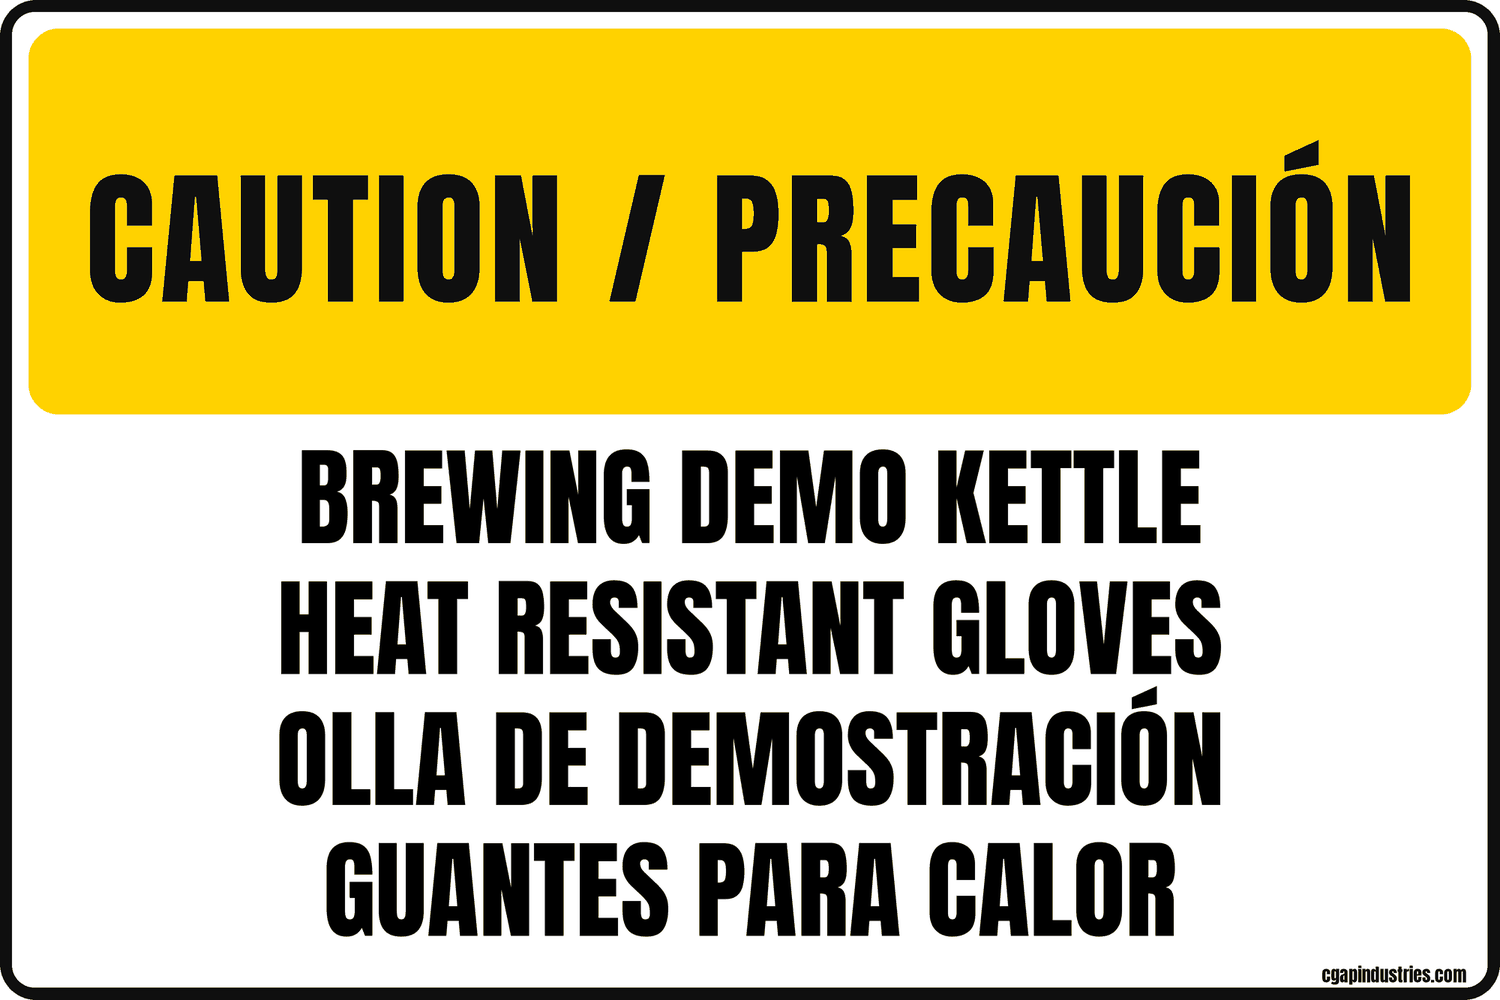 CAUTION / PRECAUCIÓN
BREWING DEMO KETTLE
HEAT RESISTANT GLOVES
OLLA DE DEMOSTRACIÓN
GUANTES PARA CALOR
cgapindustries.com